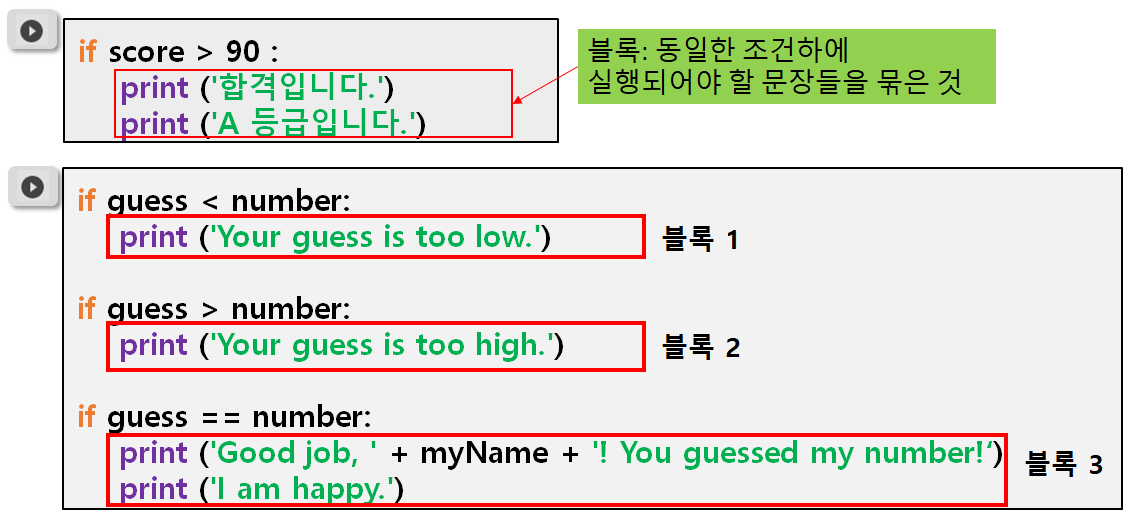 if score > 90 :
print ('합격입니다.')
print ('A 등급입니다.')
블록: 동일한 조건하에
실행되어야 할 문장들을 묶은 것
if guess < number:
print ('Your guess is too low.')
블록 1
if guess > number:
print ('Your guess is too high.')
블록 2
if guess == number:
print ('Good job, ' + myName + '! You guessed my number!‘)
print ('I am happy.')
블록 3